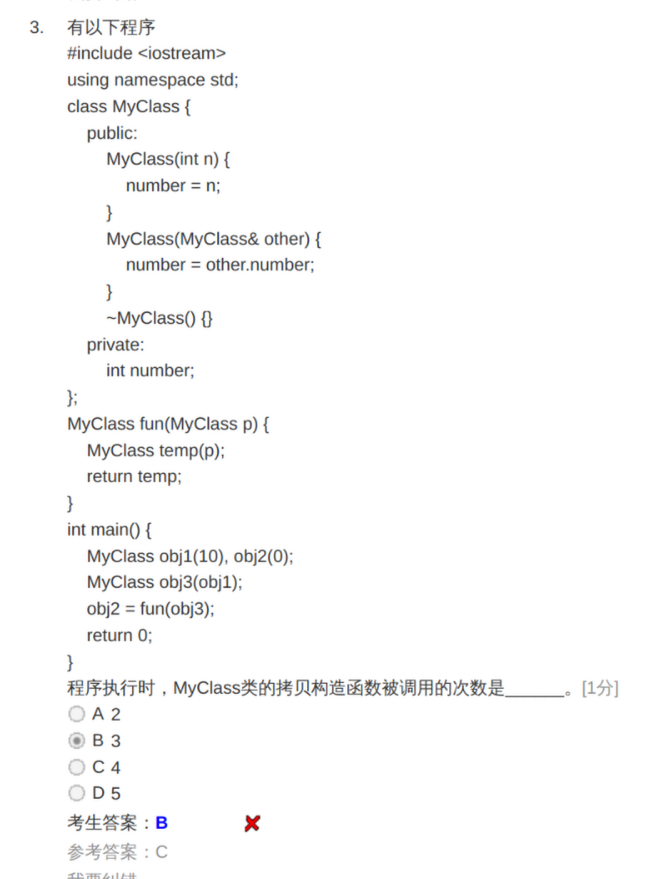 3. 有以下程序
#include <iostream>
using namespace std;
class MyClass {
public:
MyClass(int n) {
number = n;
}
MyClass(MyClass& other) {
number = other.number;
}
~MyClass() {}
private:
int number;
};
MyClass fun(MyClass p) {
MyClass temp(p);
return temp;
}
int main() {
MyClass obj1(10), obj2(0);
MyClass obj3(obj1);
obj2 = fun(obj3);
return 0;
}
程序执行时，MyClass类的拷贝构造函数被调用的次数是______。[1分]
A 2
B 3
C 4
D 5
考生答案：B
参考答案：C